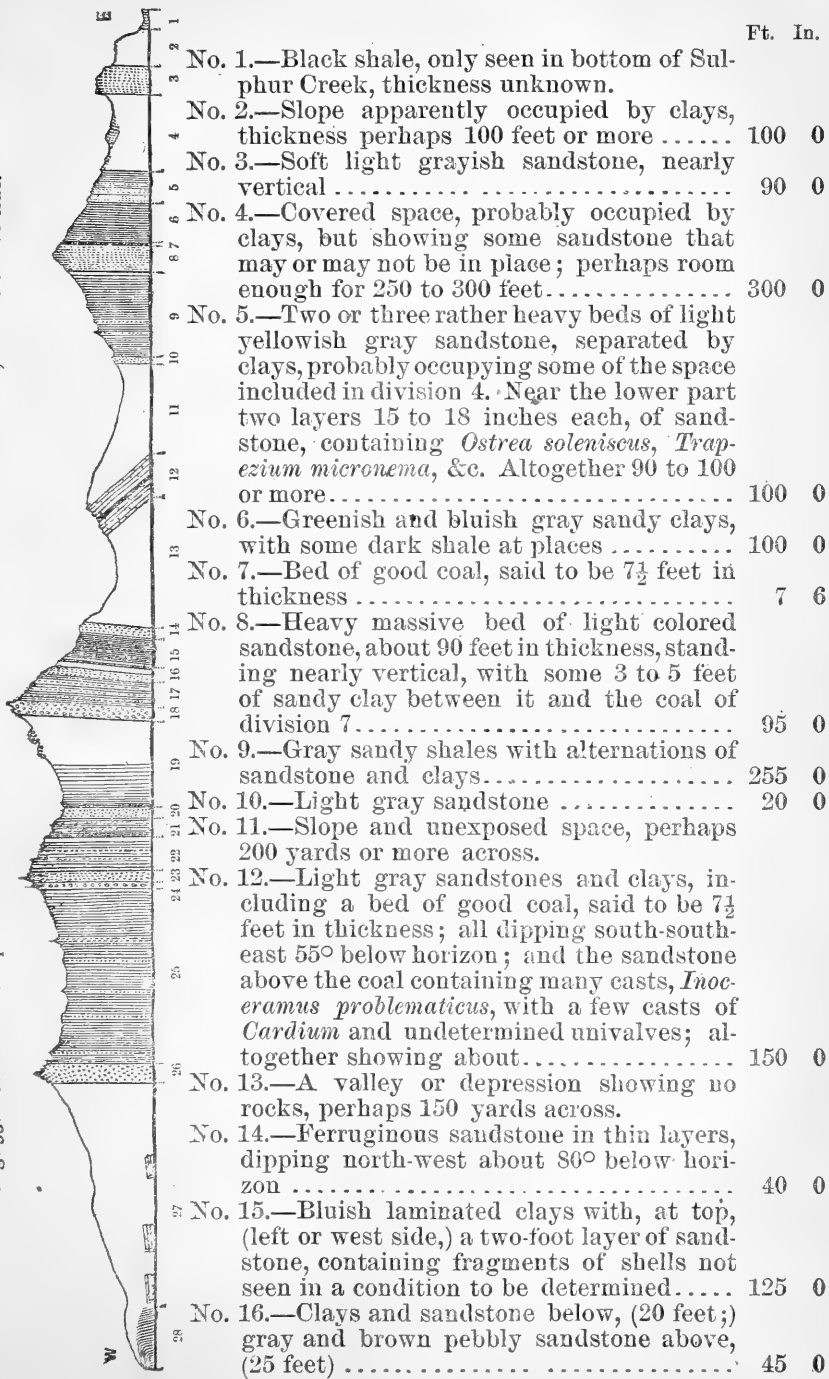 Ft. In.
No. 1.—Black shale, only seen in bottom of Sul-
phur Creek, thickness unknown.
No. 2.—Slope apparently occupied by clays,
thickness perhaps 100 feet or more ...... 100 0
No. 3.—Soft light grayish sandstone, nearly
vertical .................................. 90 0
No. 4.—Covered space, probably occupied by
clays, but showing some sandstone that
may or may not be in place; perhaps room
enough for 250 to 300 feet............... 300 0
No. 5.—Two or three rather heavy beds of light
yellowish gray sandstone, separated by
clays, probably occupying some of the space
included in division 4. Near the lower part
two layers 15 to 18 inches each, of sand-
stone, containing Ostrea soleniscus, Trap-
ezium micronema, &c. Altogether 90 to 100
or more.................................. 100 0
No. 6.—Greenish and bluish gray sandy clays,
with some dark shale at places .......... 100 0
No. 7.—Bed of good coal, said to be 7½ feet in
thickness ................................ 7 6
No. 8.—Heavy massive bed of light colored
sandstone, about 90 feet in thickness, stand-
ing nearly vertical, with some 3 to 5 feet
of sandy clay between it and the coal of
division 7................................ 95 0
No. 9.—Gray sandy shales with alternations of
sandstone and clays...................... 255 0
No. 10.—Light gray sandstone .............. 20 0
No. 11.—Slope and unexposed space, perhaps
200 yards or more across.
No. 12.—Light gray sandstones and clays, in-
cluding a bed of good coal, said to be 7½
feet in thickness; all dipping south-south-
east 55° below horizon; and the sandstone
above the coal containing many casts, Inoc-
eramus problematicus, with a few casts of
Cardium and undetermined univalves; al-
together showing about................. 150 0
No. 13.—A valley or depression showing no
rocks, perhaps 150 yards across.
No. 14.—Ferruginous sandstone in thin layers,
dipping north-west about 80° below hori-
zon ..................................... 40 0
No. 15.—Bluish laminated clays with, at top,
(left or west side,) a two-foot layer of sand-
stone, containing fragments of shells not
seen in a condition to be determined..... 125 0
No. 16.—Clays and sandstone below, (20 feet;)
gray and brown pebbly sandstone above,
(25 feet) ................................ 45 0
E
1
2
3
4
5
6
7
8
9
10
11
12
13
14
15
16
17
18
19
20
21
22
23
24
25
26
27
28
W